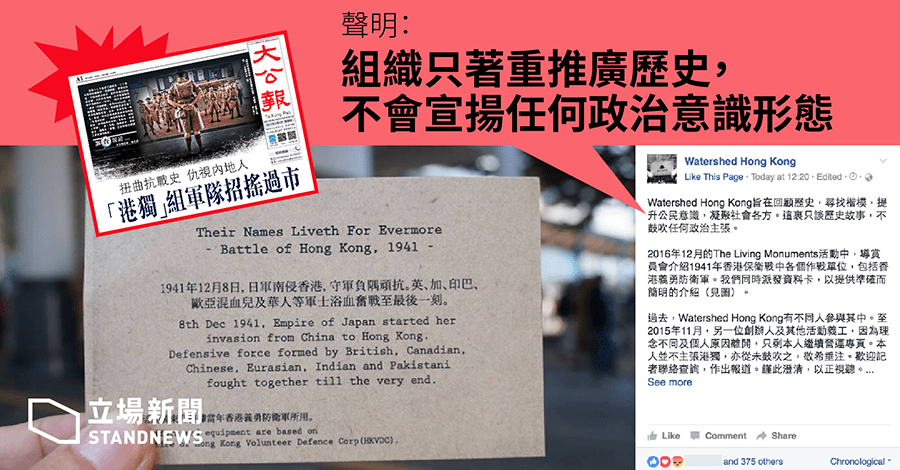 聲明：
組織只著重推廣歷史，
不會宣揚任何政治意識形態
A1
大公報
Ta Kung Pao
扭曲抗戰史 仇視內地人
「港獨」組軍隊招搖過市
Their Names Liveth For Evermore
- Battle of Hong Kong, 1941 -
1941年12月8日，日軍南侵香港，守軍負隅頑抗。英、加、印巴、
歐亞混血兒及華人等軍士浴血奮戰至最後一刻。
8th Dec 1941, Empire of Japan started her
invasion from China to Hong Kong.
Defensive force formed by British, Canadian,
Chinese, Eurasian, Indian and Pakistani
fought together till the very end.
當年香港義勇防衛軍所用。
equipment are based on
of Hong Kong Volunteer Defence Corp(HKVDC).
立場新聞
STANDNEWS
Watershed Hong Kong
Like This Page · Today at 12:20 · Edited ·
Watershed Hong Kong旨在回顧歷史，尋找楷模，提
升公民意識，凝聚社會各方。這裏只談歷史故事，不
鼓吹任何政治主張。
2016年12月的The Living Monuments活動中，導賞
員會介紹1941年香港保衛戰中各個作戰單位，包括香
港義勇防衛軍。我們同時派發資料卡，以提供準確而
簡明的介紹（見圖）。
過去，Watershed Hong Kong有不同人參與其中。至
2015年11月，另一位創辦人及其他活動義工，因為理
念不同及個人原因離開，只剩本人繼續營運專頁。本
人並不主張港獨，亦從未鼓吹之，敬希垂注。歡迎記
者聯絡查詢，作出報道。謹此澄清，以正視聽。...
See more
Like Comment Share
and 375 others
Chronological